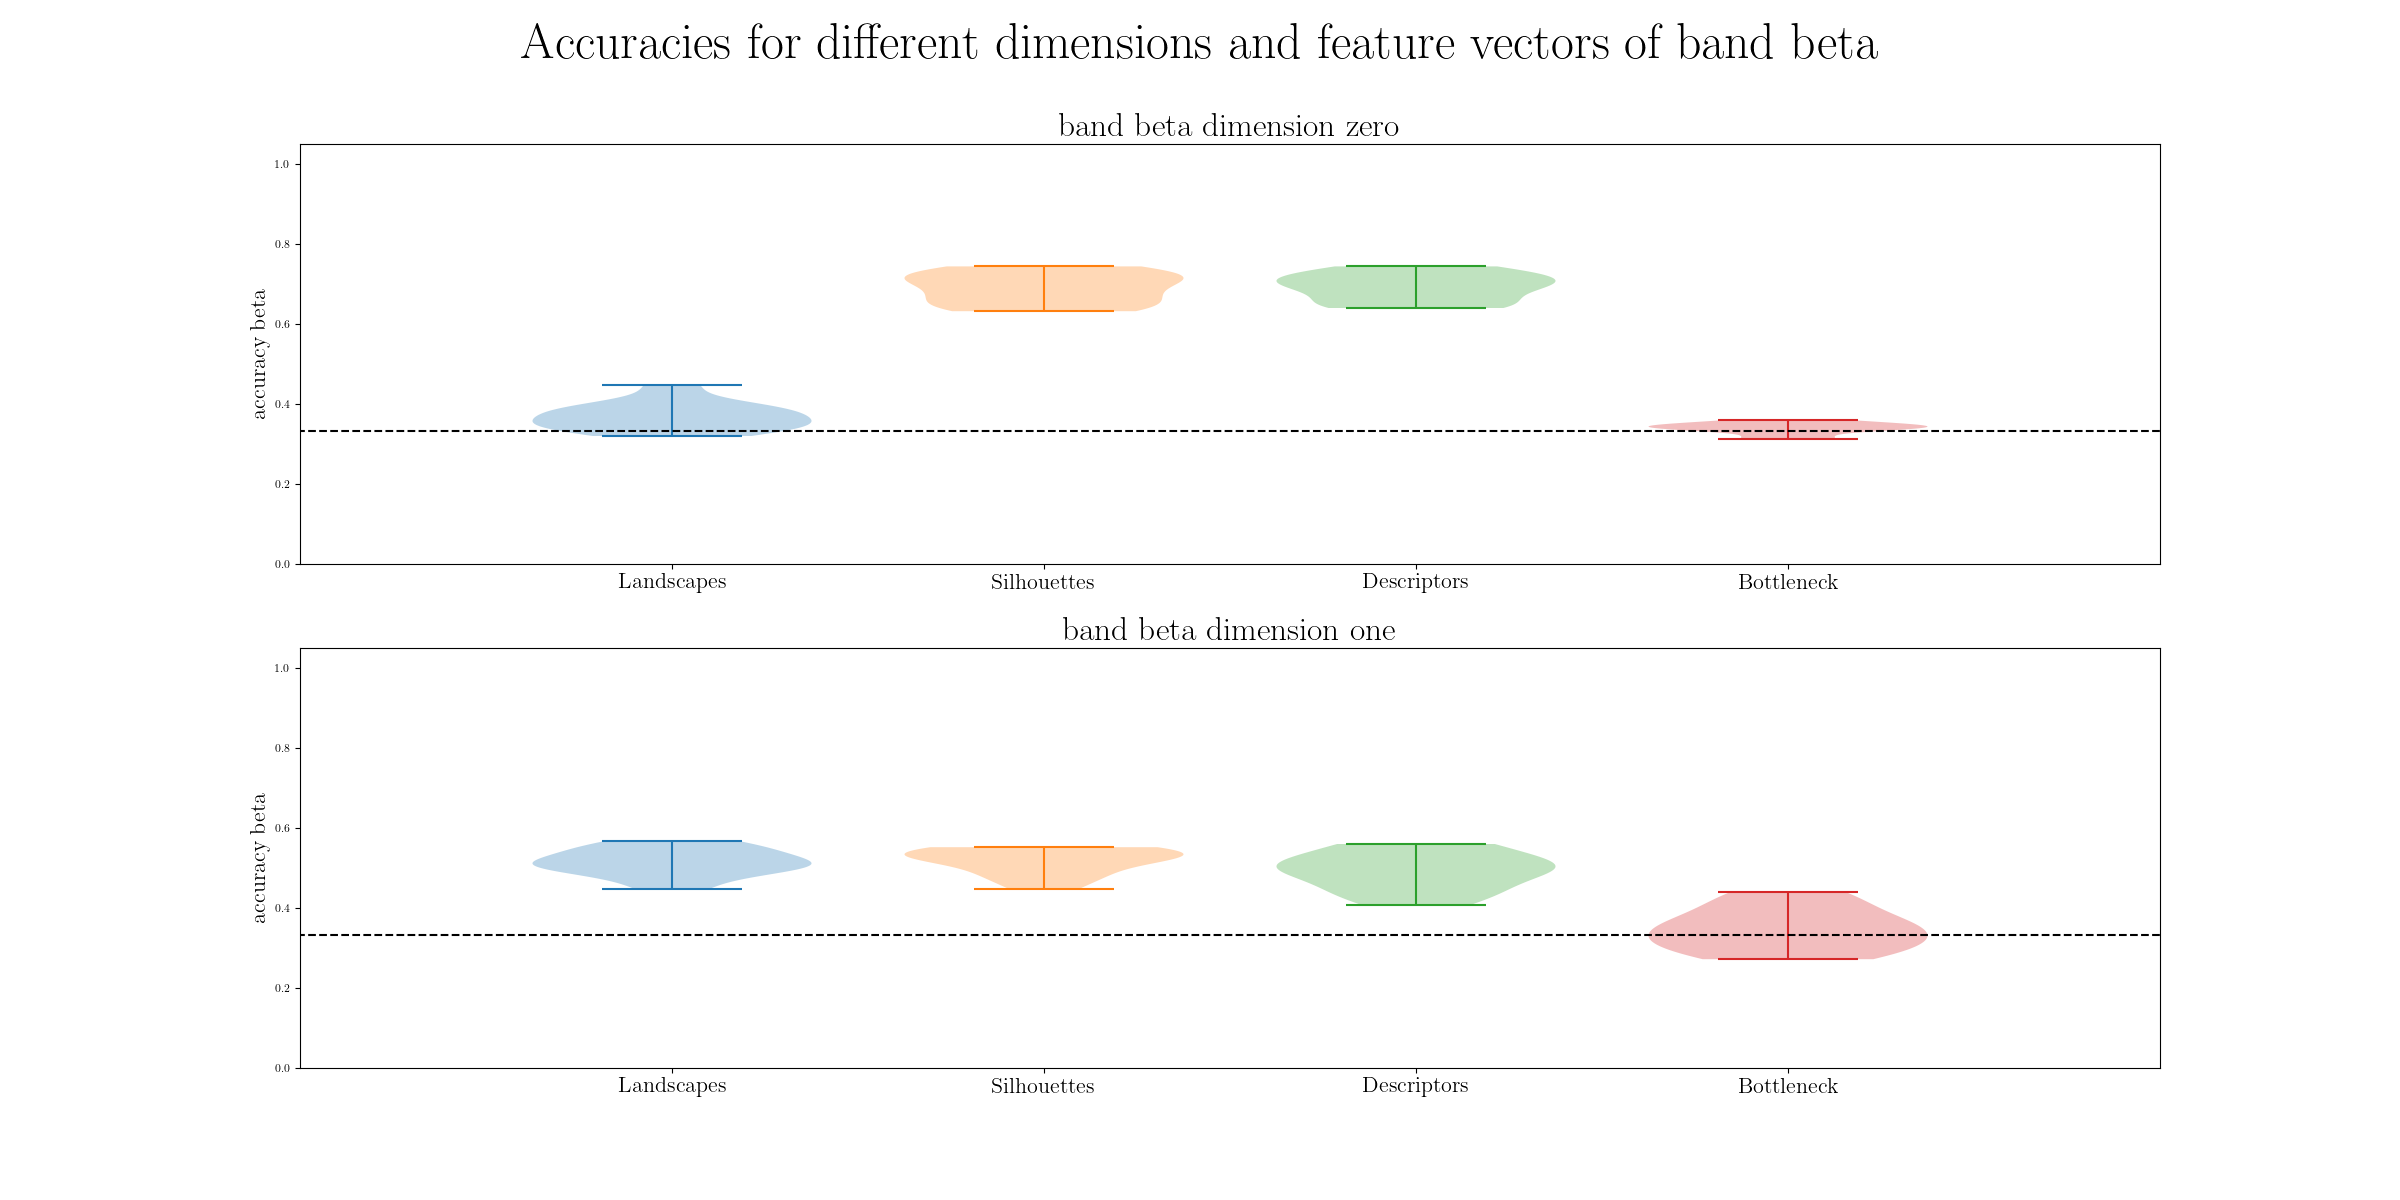 Accuracies for different dimensions and feature vectors of band beta
band beta dimension zero
1.0
0.8
0.6
0.4
0.2
0.0
accuracy beta
Landscapes Silhouettes Descriptors Bottleneck
band beta dimension one
1.0
0.8
0.6
0.4
0.2
0.0
accuracy beta
Landscapes Silhouettes Descriptors Bottleneck